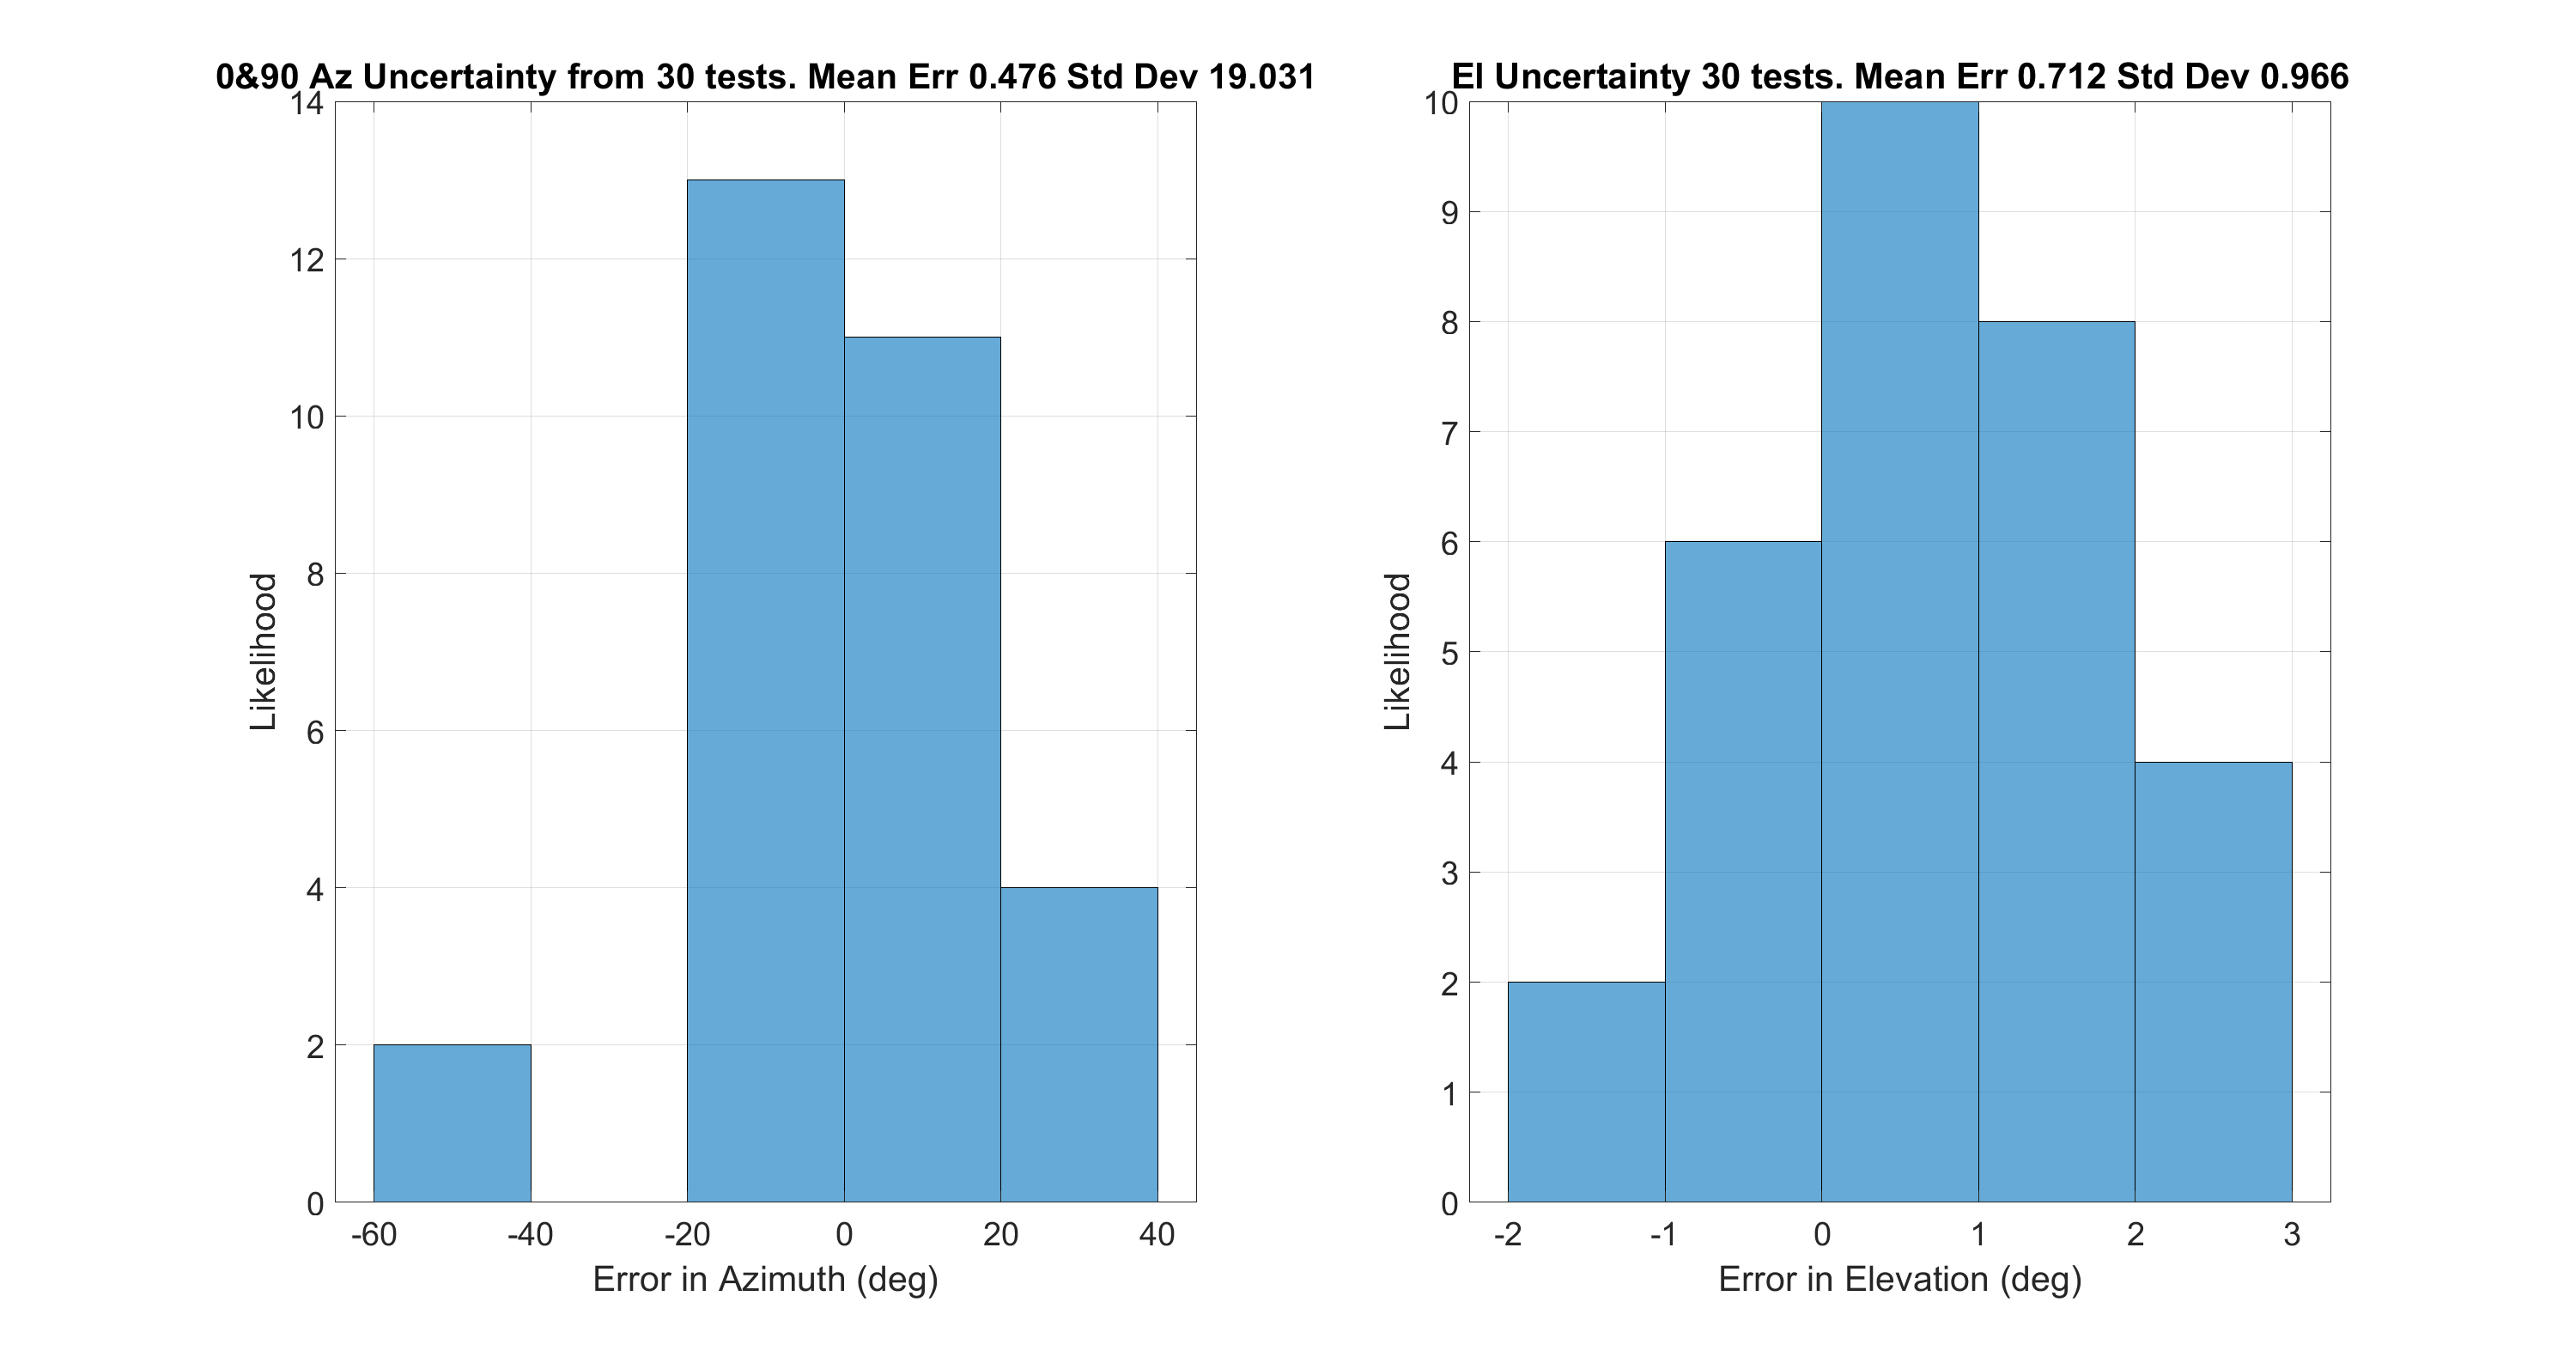 0&90 Az Uncertainty from 30 tests. Mean Err 0.476 Std Dev 19.031
14
12
10
8
6
4
2
0
Likelihood
-60 -40 -20 0 20 40
Error in Azimuth (deg)
El Uncertainty 30 tests. Mean Err 0.712 Std Dev 0.966
10
9
8
7
6
5
4
3
2
1
0
Likelihood
-2 -1 0 1 2 3
Error in Elevation (deg)